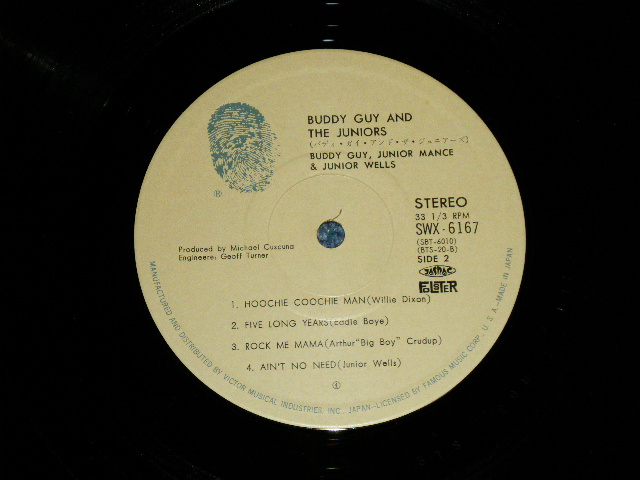 BUDDY GUY AND
THE JUNIORS
(バディ・ガイ・アンド・ザ・ジュニアーズ)
BUDDY GUY, JUNIOR MANCE
& JUNIOR WELLS
®
STEREO
33 1/3 RPM
SWX-6167
(SBT-6010)
(BTS-20-B)
SIDE 2
Produced by Michael Cuxcuna
Engineere: Geoff Turner
1. HOOCHIE COOCHIE MAN(Willie Dixon)
2. FIVE LONG YEARS(Eddie Boye)
3. ROCK ME MAMA(Arthur "Big Boy" Crudup)
4. AIN'T NO NEED(Junior Wells)
④
MANUFACTURED AND DISTRIBUTED BY VICTOR MUSICAL INDUSTRIES, INC. JAPAN–LICENSED BY FAMOUS MUSIC CORP. U.S.A.–MADE IN JAPAN